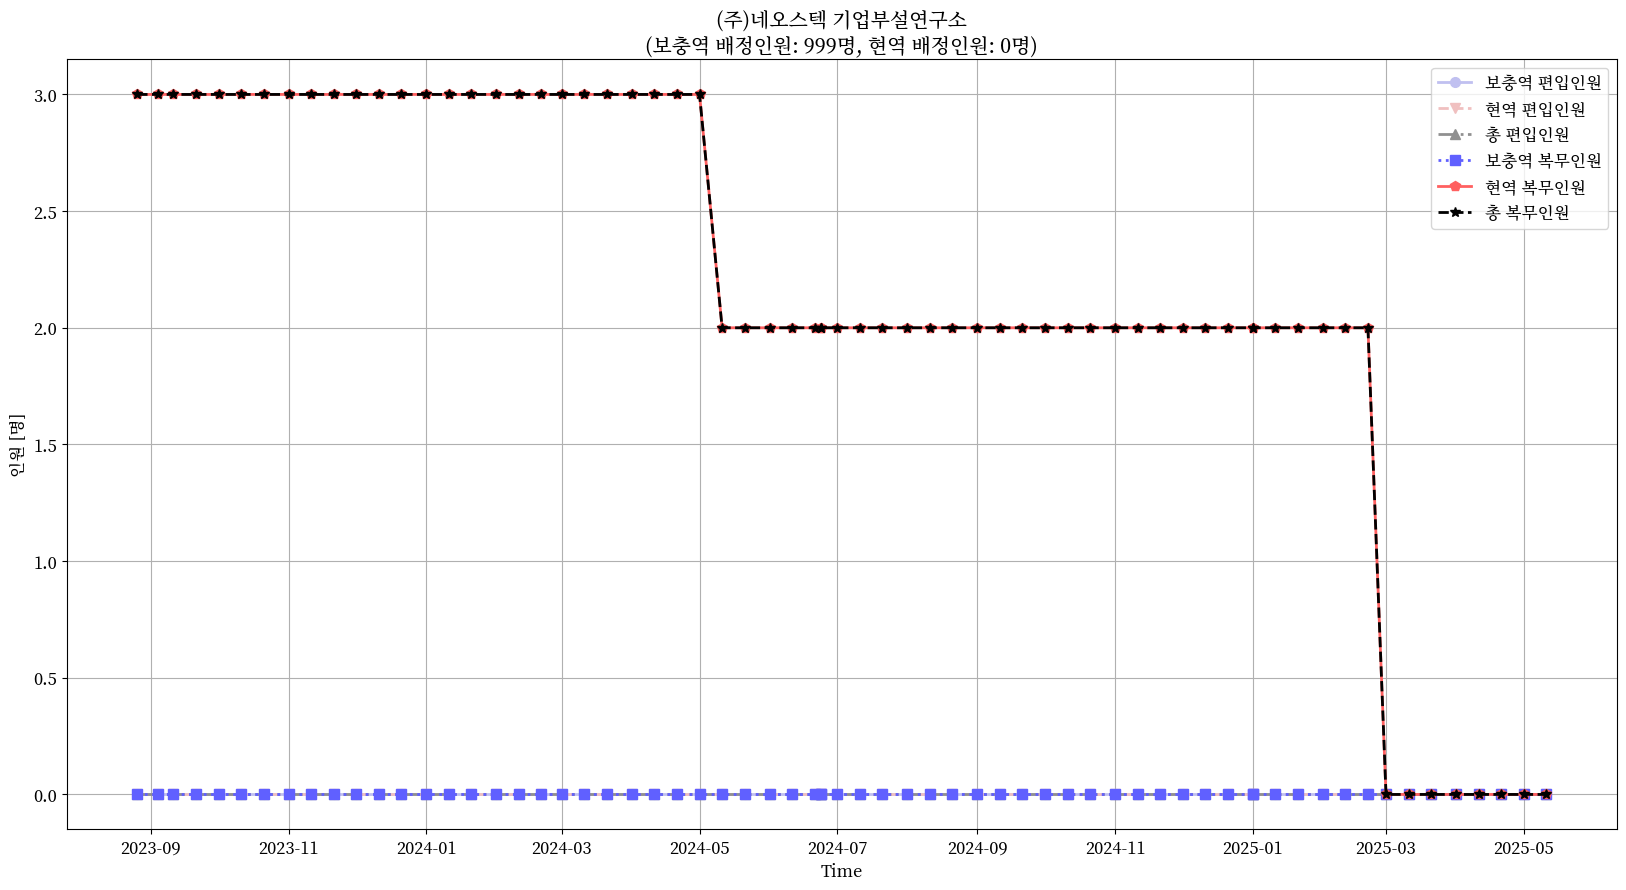 (주)네오스텍 기업부설연구소
(보충역 배정인원: 999명, 현역 배정인원: 0명)
보충역 편입인원
현역 편입인원
총 편입인원
보충역 복무인원
현역 복무인원
총 복무인원
3.0
2.5
2.0
1.5
1.0
0.5
0.0
인원 [명]
2023-09 2023-11 2024-01 2024-03 2024-05 2024-07 2024-09 2024-11 2025-01 2025-03 2025-05
Time